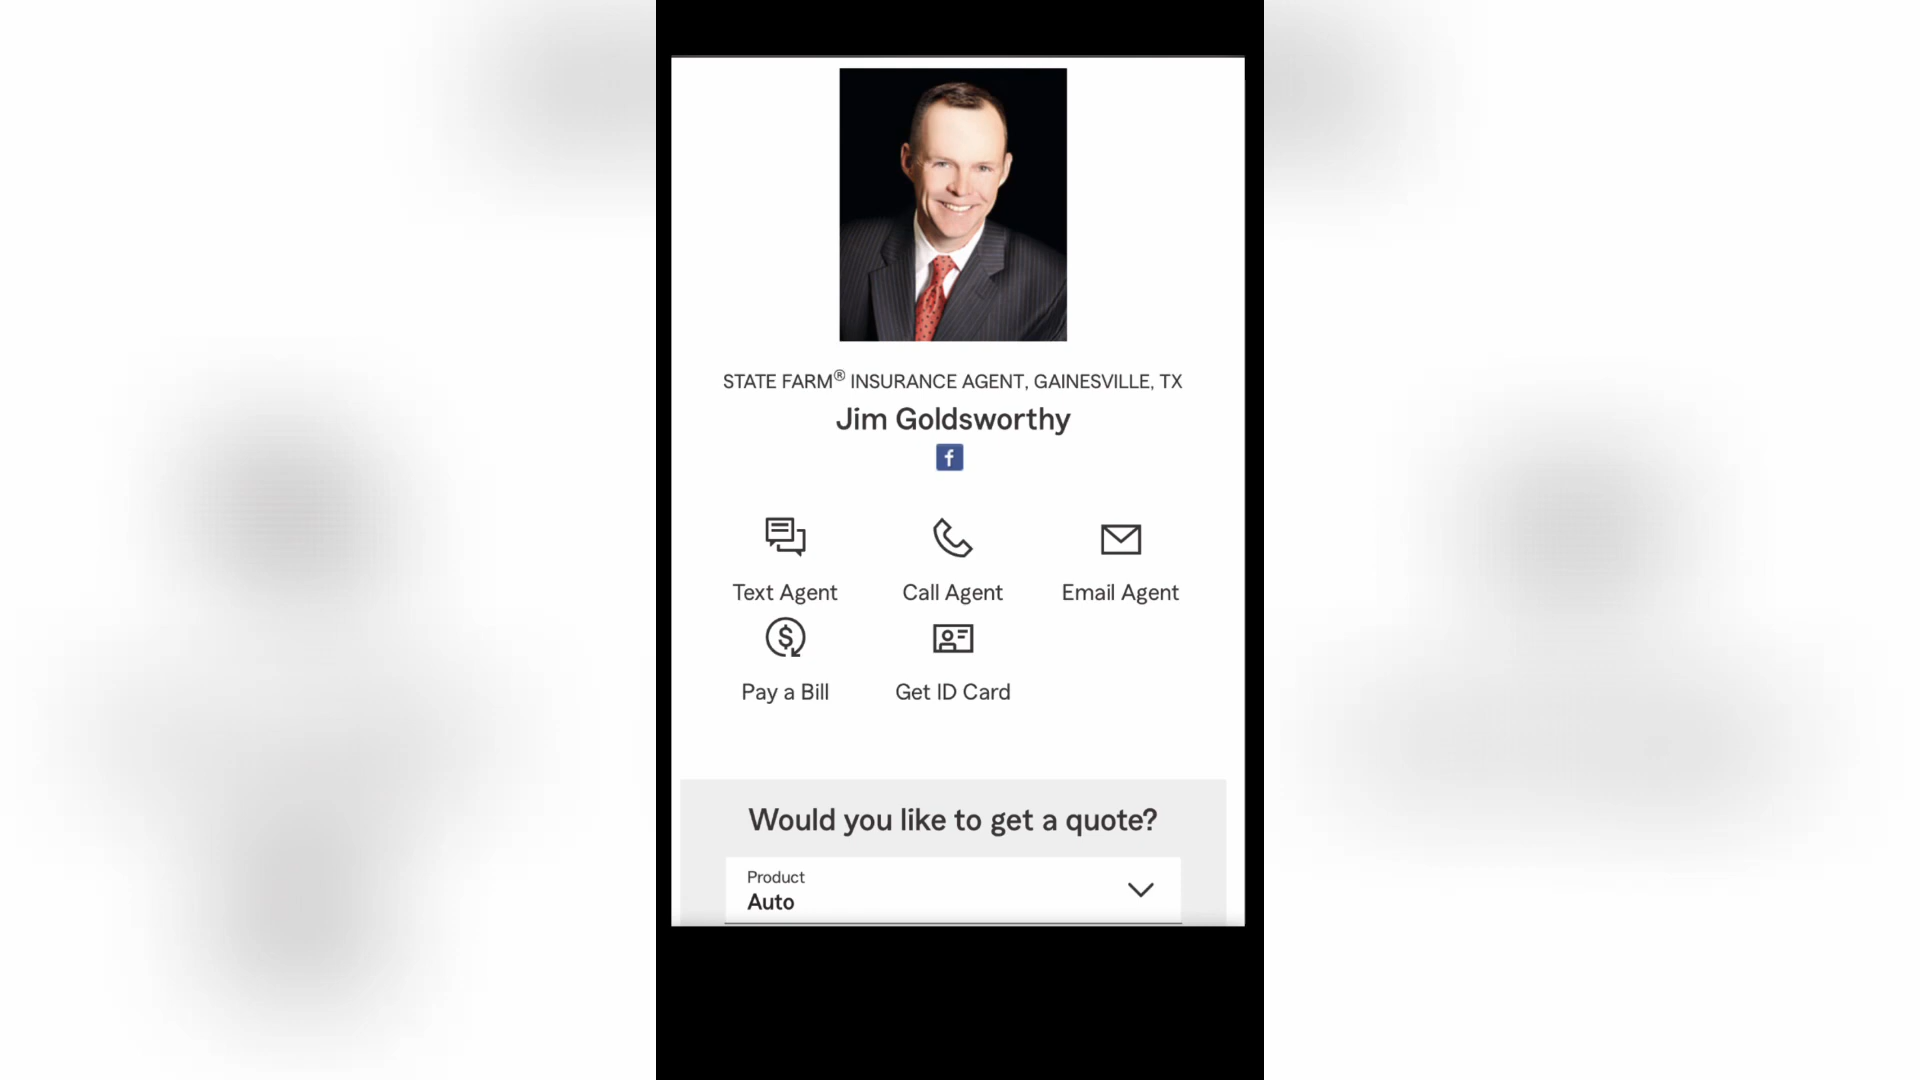 STATE FARM® INSURANCE AGENT, GAINESVILLE, TX
Jim Goldsworthy
f
Text Agent
Call Agent
Email Agent
$
Pay a Bill
Get ID Card
Would you like to get a quote?
Product
Auto